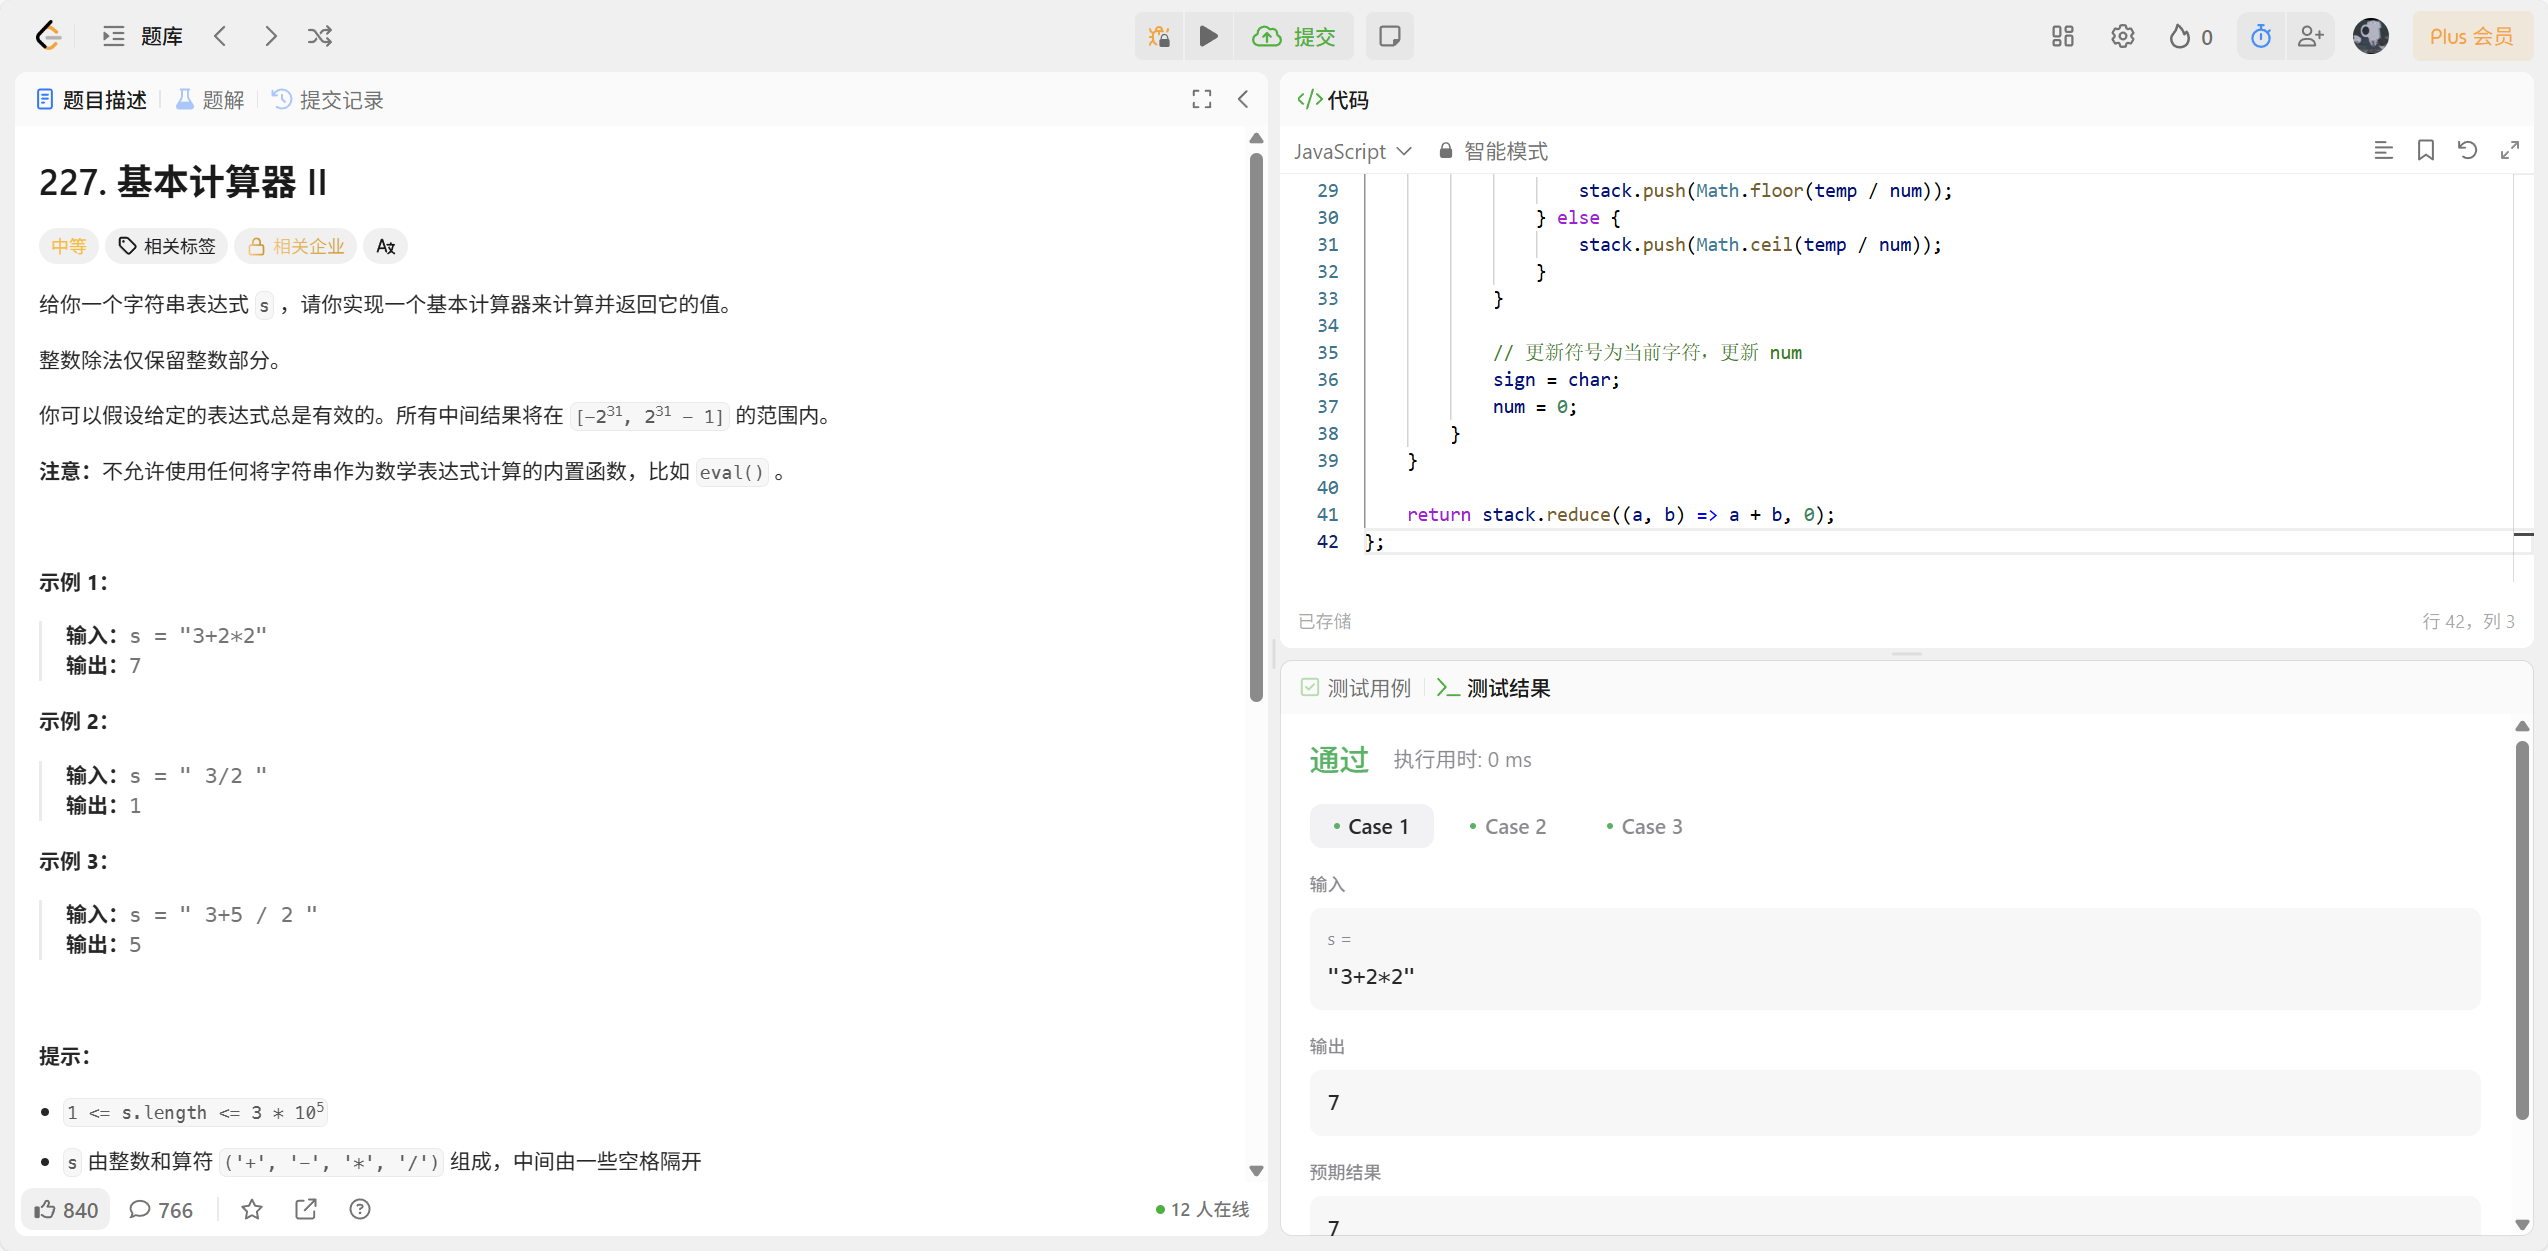 题库
提交
0
Plus 会员
题目描述
题解
提交记录
227. 基本计算器 II
中等
相关标签
相关企业
给你一个字符串表达式 s ，请你实现一个基本计算器来计算并返回它的值。
整数除法仅保留整数部分。
你可以假设给定的表达式总是有效的。所有中间结果将在 [-2^31, 2^31 - 1] 的范围内。
注意：不允许使用任何将字符串作为数学表达式计算的内置函数，比如 eval() 。
示例 1：
输入：s = "3+2*2"
输出：7
示例 2：
输入：s = " 3/2 "
输出：1
示例 3：
输入：s = " 3+5 / 2 "
输出：5
提示：
1 <= s.length <= 3 * 10^5
s 由整数和算符 ('+', '-', '*', '/') 组成，中间由一些空格隔开
840
766
12 人在线
代码
JavaScript
智能模式
29 stack.push(Math.floor(temp / num));
30 } else {
31 stack.push(Math.ceil(temp / num));
32 }
33 }
34
35 // 更新符号为当前字符，更新 num
36 sign = char;
37 num = 0;
38 }
39 }
40
41 return stack.reduce((a, b) => a + b, 0);
42 };
已存储
行 42，列 3
测试用例
测试结果
通过 执行用时: 0 ms
Case 1
Case 2
Case 3
输入
s =
"3+2*2"
输出
7
预期结果
7